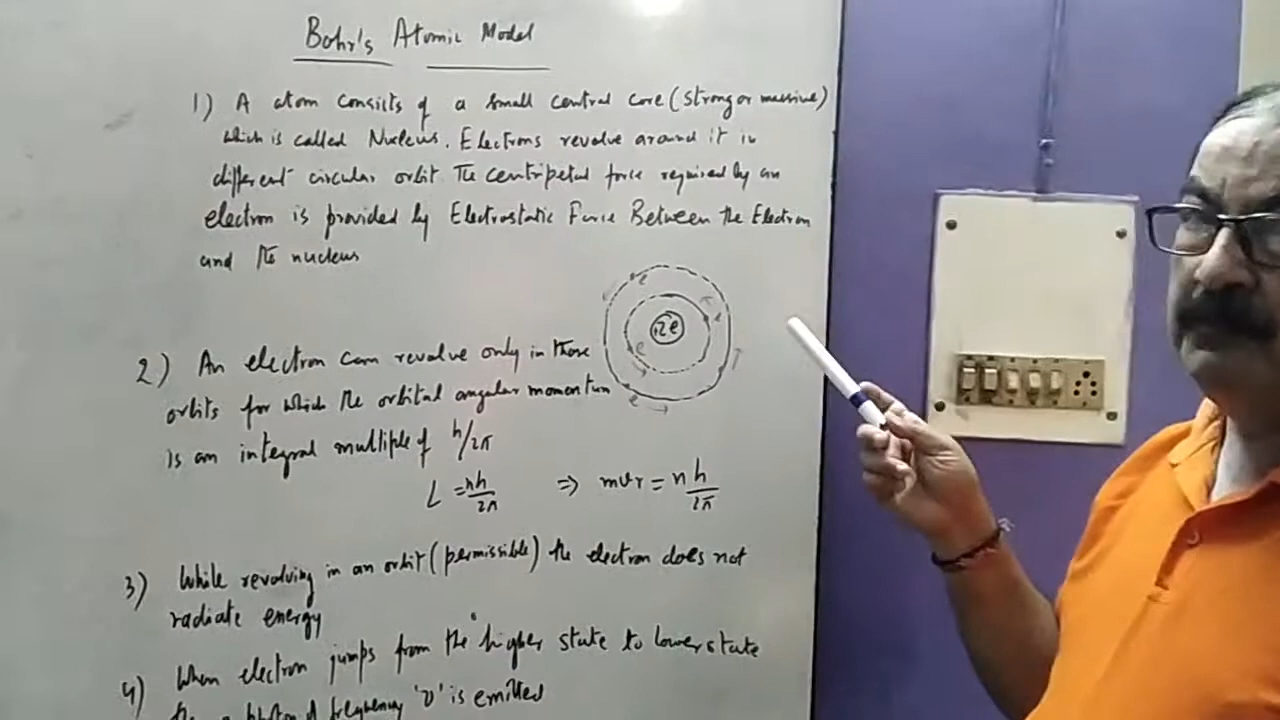 Bohr's Atomic Model
1) A atom consists of a small central core (strong or massive)
which is called Nucleus. Electrons revolve around it in
different circular orbit The centripetal force required by an
electron is provided by Electrostatic Force Between the Electron
and the nucleus
e
e
+Ze
e
e
2) An electron can revolve only in those
orbits for which the orbital angular momentum
is an integral multiple of h/2π
L = nh/2π ⇒ mvr = n h/2π
3) While revolving in an orbit (permissible) the electron does not
radiate energy
4) When electron jumps from the higher state to lower state
the a photon of frequency 'ν' is emitted